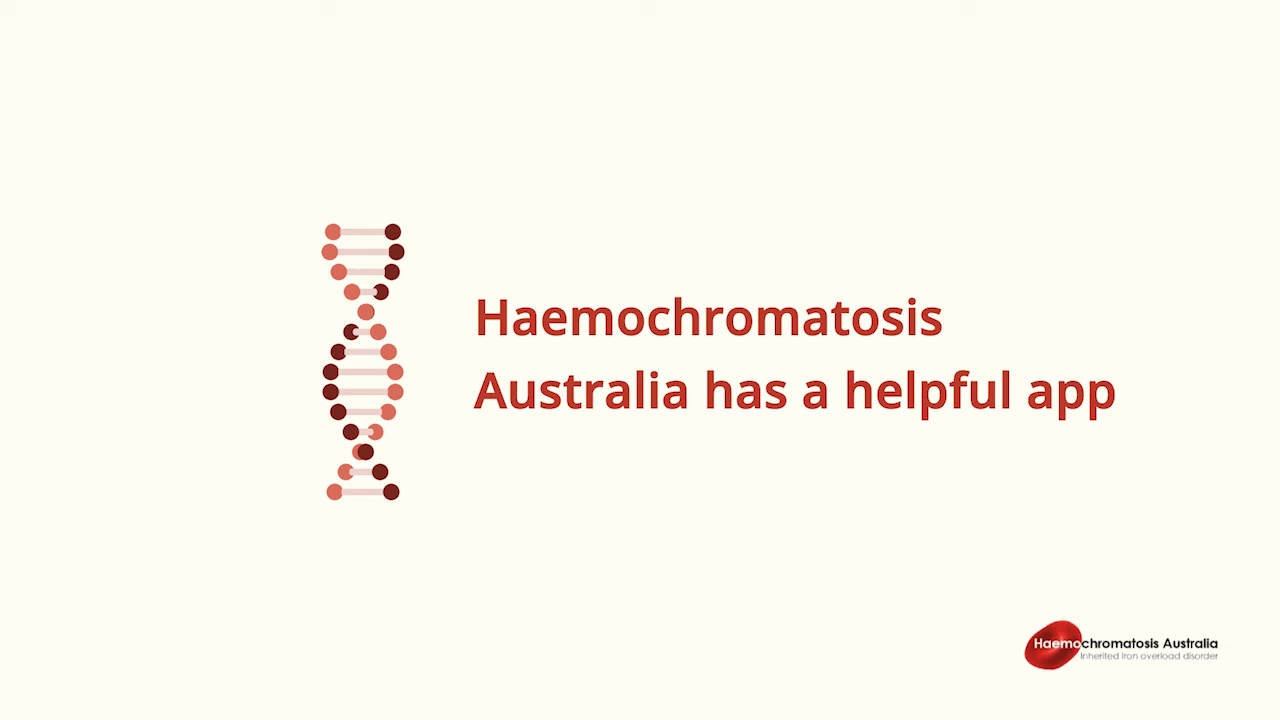 Haemochromatosis
Australia has a helpful app
Haemochromatosis Australia
Inherited iron overload disorder